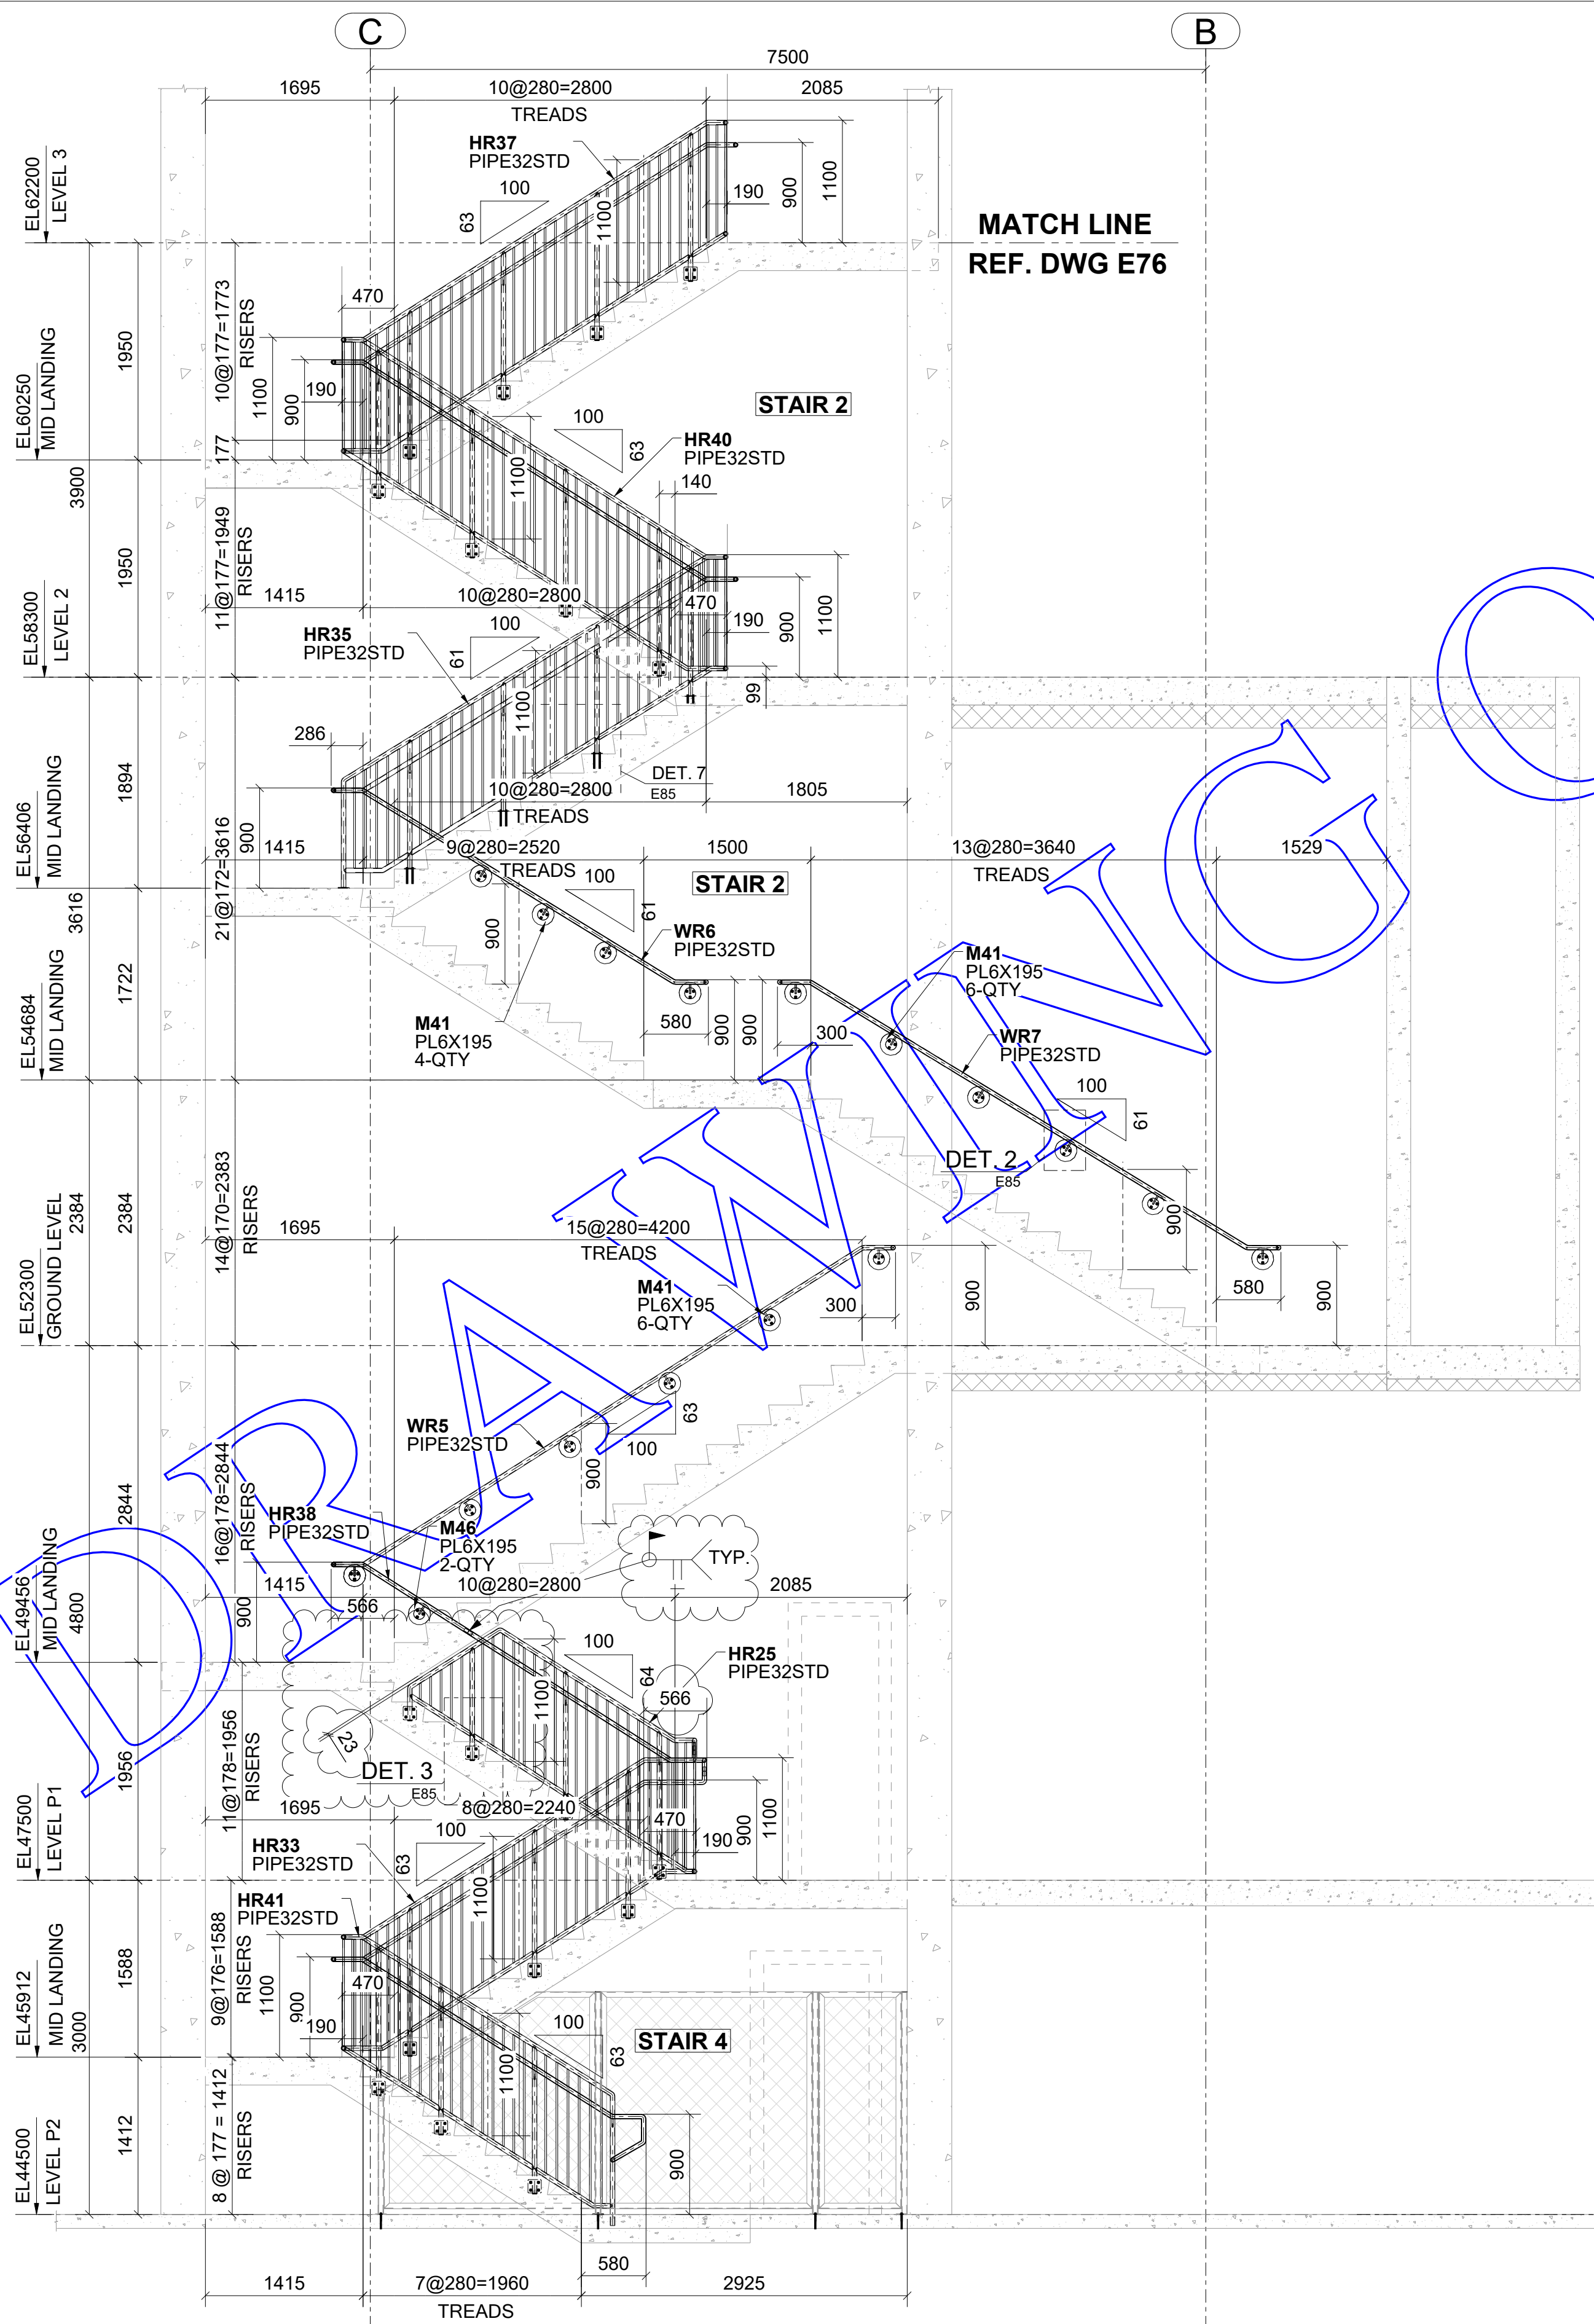 C
B
7500
1695
10@280=2800
TREADS
2085
HR37
PIPE32STD
100
63
1100
190
900
1100
EL62200
LEVEL 3
MATCH LINE
REF. DWG E76
470
10@177=1773
RISERS
1950
1100
900
190
EL60250
MID LANDING
177
3900
STAIR 2
100
63
HR40
PIPE32STD
1100
140
11@177=1949
RISERS
1950
1415
10@280=2800
470
190
900
1100
EL58300
LEVEL 2
HR35
PIPE32STD
100
61
1100
99
286
DET. 7
E85
10@280=2800
TREADS
1805
EL56406
MID LANDING
1894
900
21@172=3616
3616
1415
9@280=2520
TREADS
1500
13@280=3640
TREADS
1529
STAIR 2
100
61
900
WR6
PIPE32STD
M41
PL6X195
6-QTY
M41
PL6X195
4-QTY
580
900
900
300
WR7
PIPE32STD
100
61
EL54684
MID LANDING
1722
DET. 2
E85
900
2384
2384
14@170=2383
RISERS
1695
15@280=4200
TREADS
M41
PL6X195
6-QTY
300
900
580
900
EL52300
GROUND LEVEL
WR5
PIPE32STD
63
100
900
2844
16@178=2844
RISERS
HR38
PIPE32STD
M46
PL6X195
2-QTY
TYP.
1415
10@280=2800
2085
566
900
EL49456
MID LANDING
4800
100
64
HR25
PIPE32STD
566
1100
23
DET. 3
E85
1956
11@178=1956
RISERS
1695
8@280=2240
470
190
900
1100
EL47500
LEVEL P1
HR33
PIPE32STD
100
63
1100
HR41
PIPE32STD
9@176=1588
RISERS
1588
1100
900
470
190
EL45912
MID LANDING
3000
100
63
1100
STAIR 4
1412
8 @ 177 = 1412
RISERS
900
EL44500
LEVEL P2
580
1415
7@280=1960
TREADS
2925
DRAWING